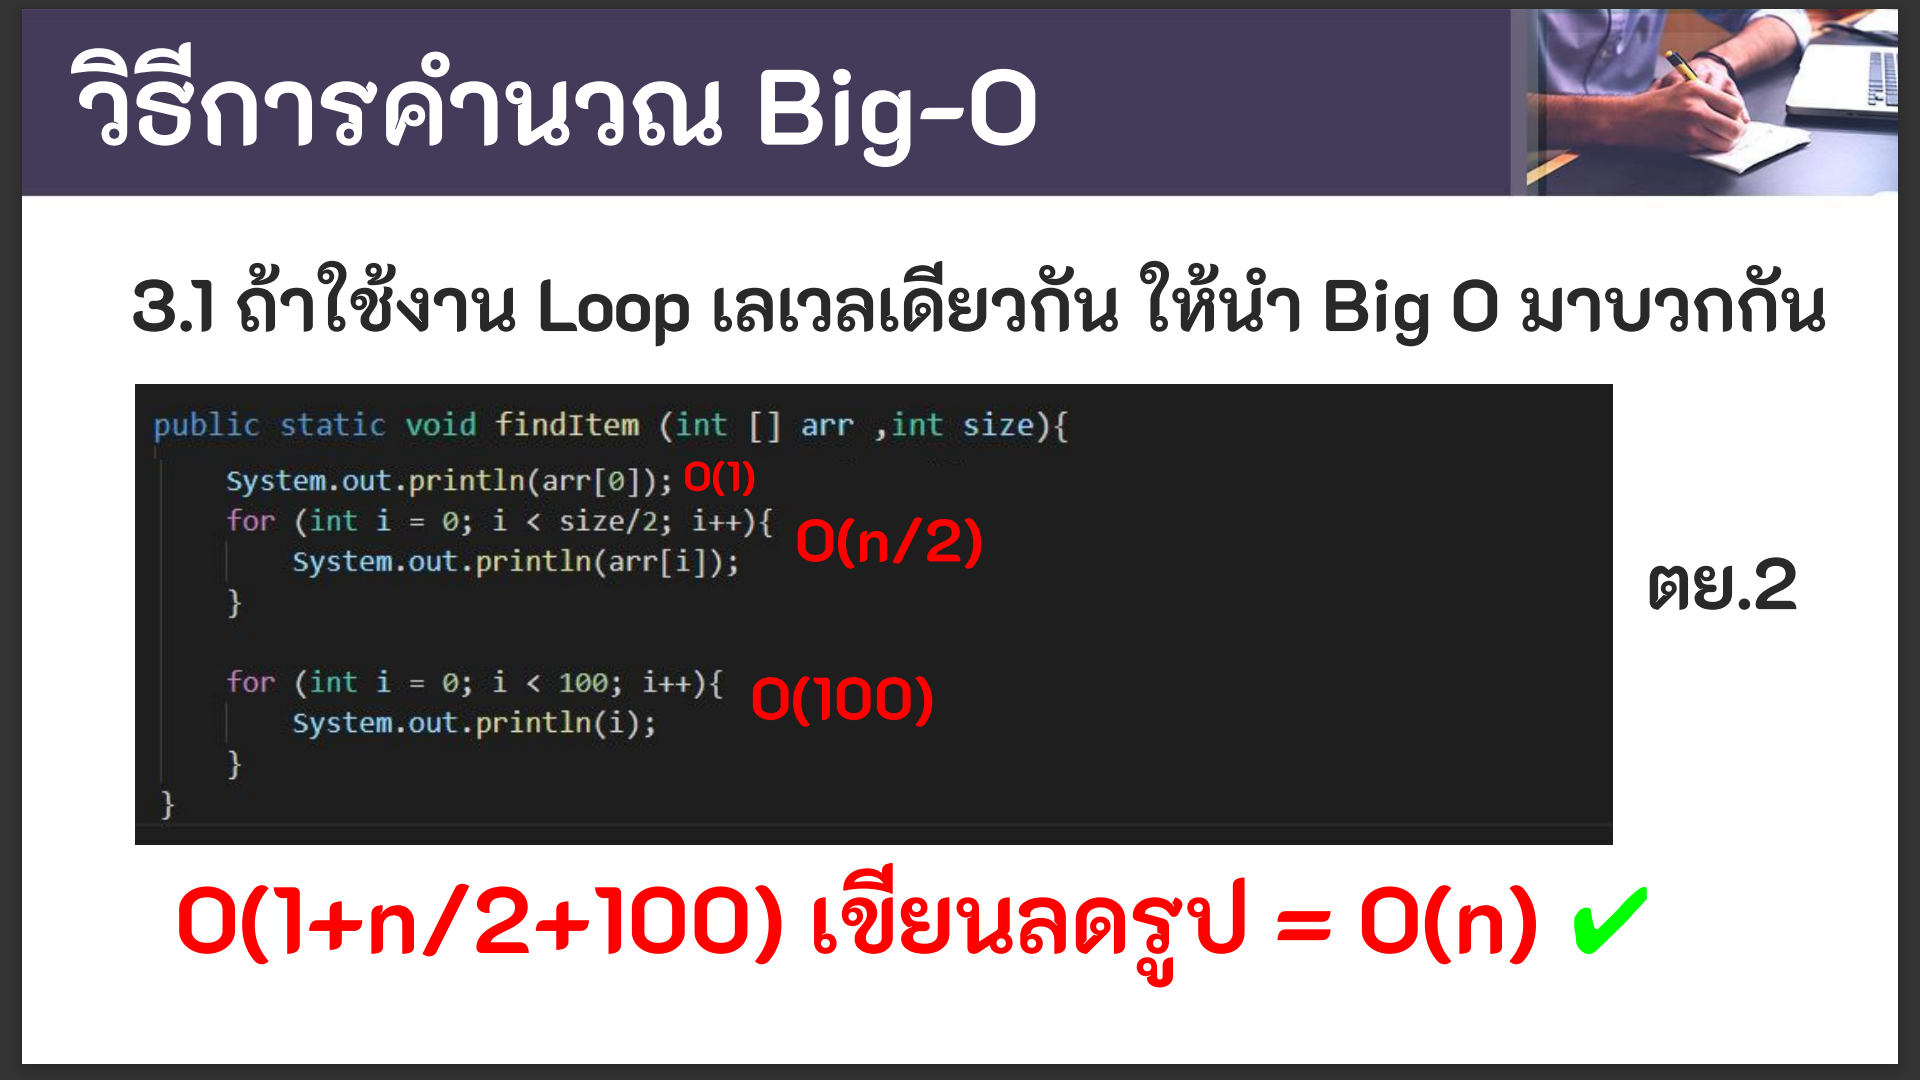 วิธีการคำนวณ Big-O
3.1 ถ้าใช้งาน Loop เลเวลเดียวกัน ให้นำ Big O มาบวกกัน
public static void findItem (int [] arr ,int size){
System.out.println(arr[0]); O(1)
for (int i = 0; i < size/2; i++){ O(n/2)
System.out.println(arr[i]);
}
for (int i = 0; i < 100; i++){ O(100)
System.out.println(i);
}
}
ตย.2
O(1+n/2+100) เขียนลดรูป = O(n) ✔